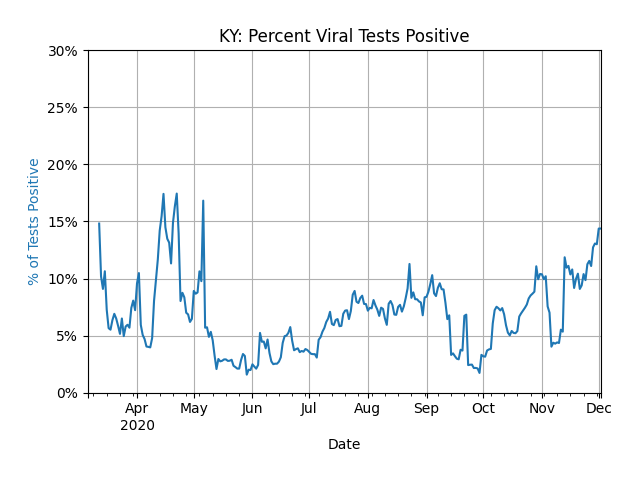 KY: Percent Viral Tests Positive
30%
25%
20%
15%
10%
5%
0%
% of Tests Positive
Apr May Jun Jul Aug Sep Oct Nov Dec
2020
Date